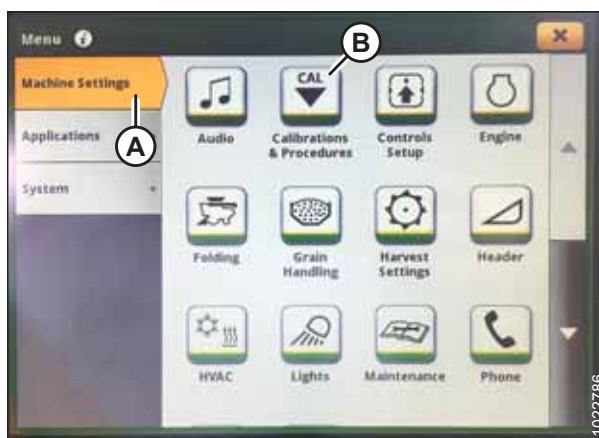 Menu i
B
Machine Settings
CAL
Audio
Calibrations
& Procedures
Controls
Setup
Engine
Applications
A
System
Folding
Grain
Handling
Harvest
Settings
Header
HVAC
Lights
Maintenance
Phone
1022786